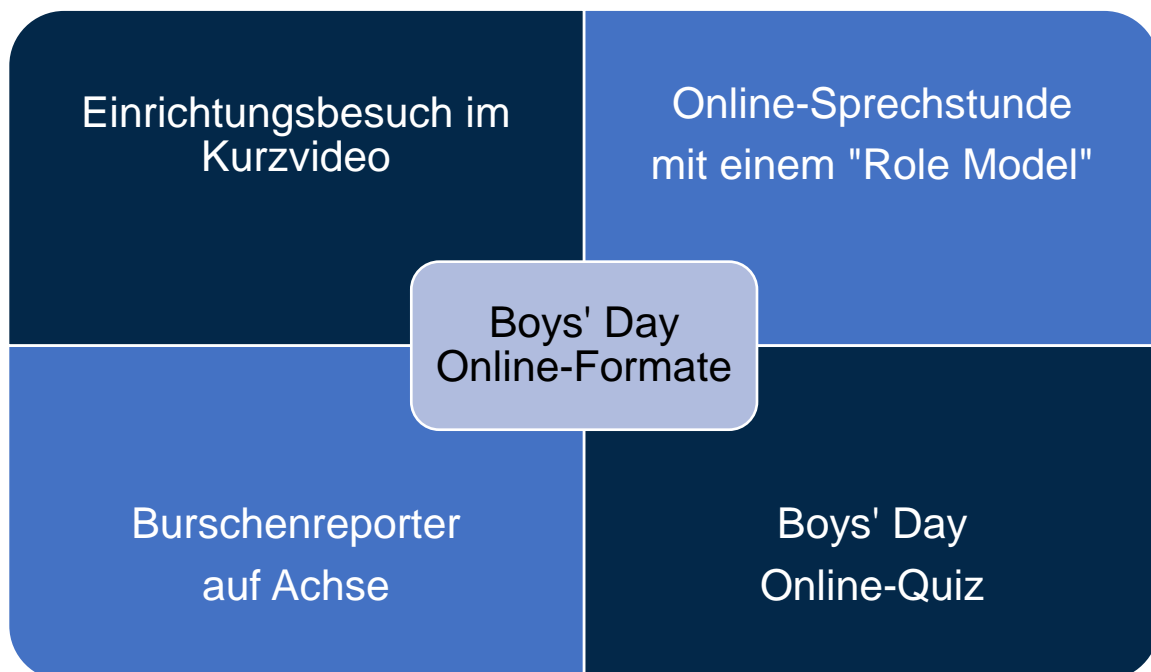 Einrichtungsbesuch im
Kurzvideo
Online-Sprechstunde
mit einem "Role Model"
Boys' Day
Online-Formate
Burschenreporter
auf Achse
Boys' Day
Online-Quiz